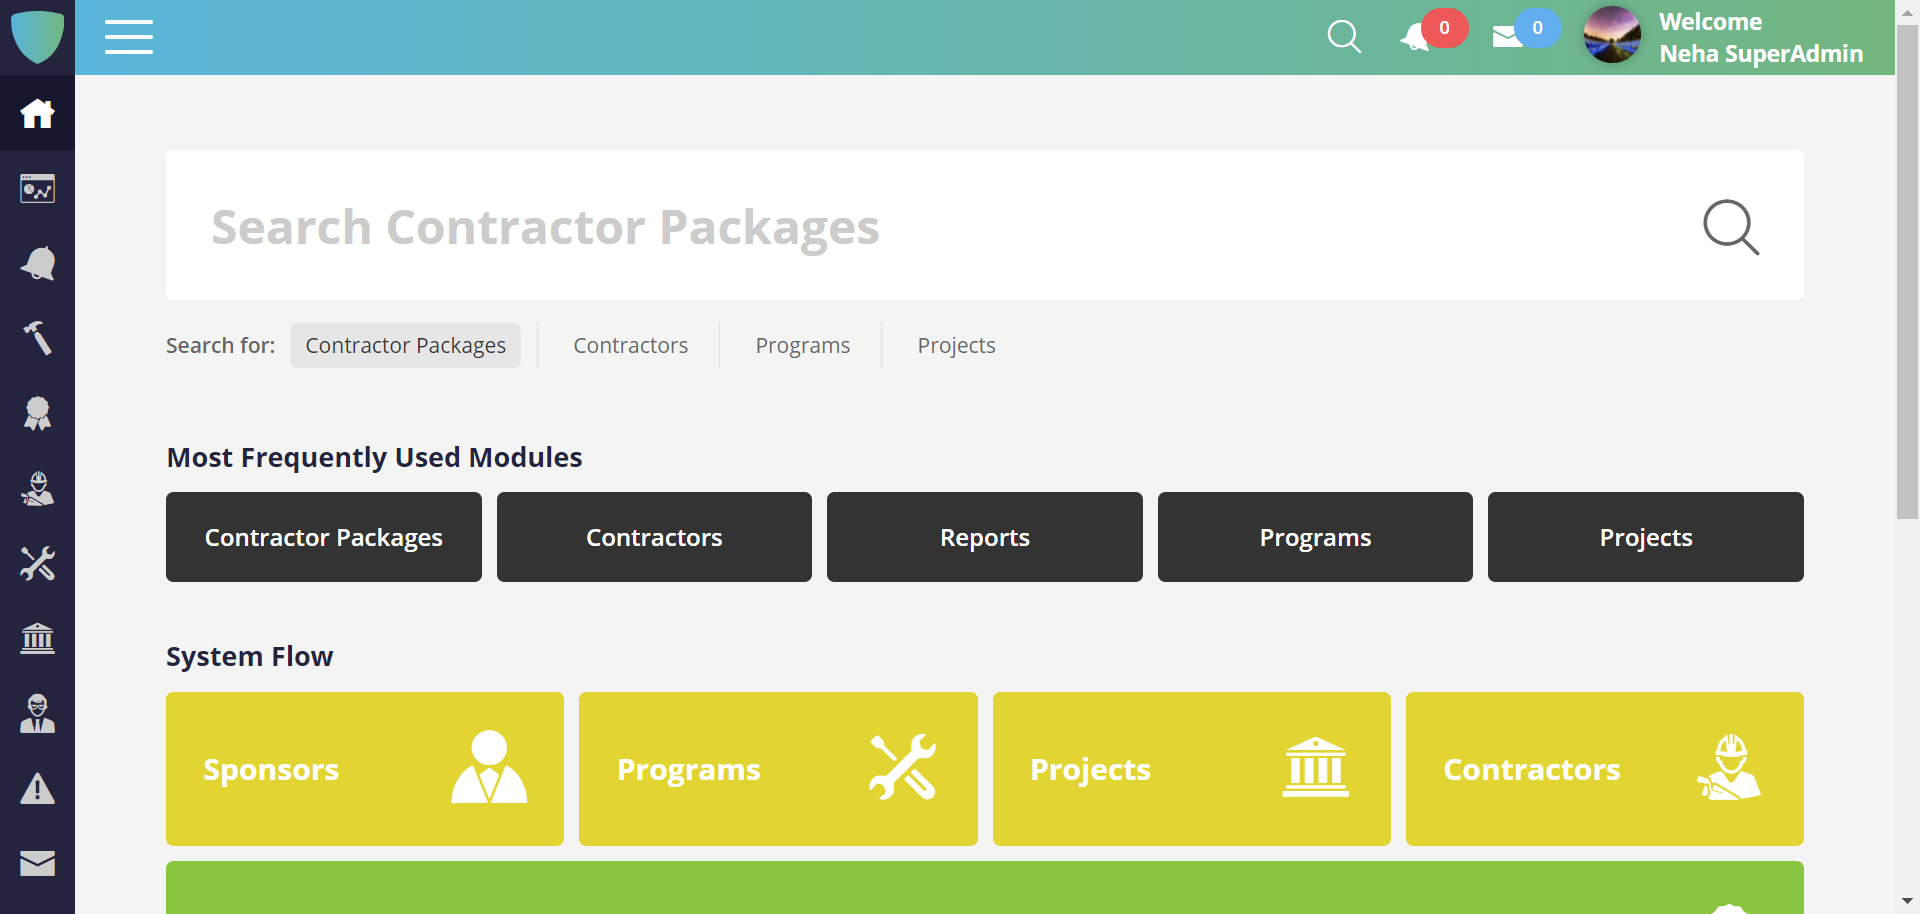 0
0
Welcome
Neha SuperAdmin
Search Contractor Packages
Search for: Contractor Packages Contractors Programs Projects
Most Frequently Used Modules
Contractor Packages Contractors Reports Programs Projects
System Flow
Sponsors Programs Projects Contractors